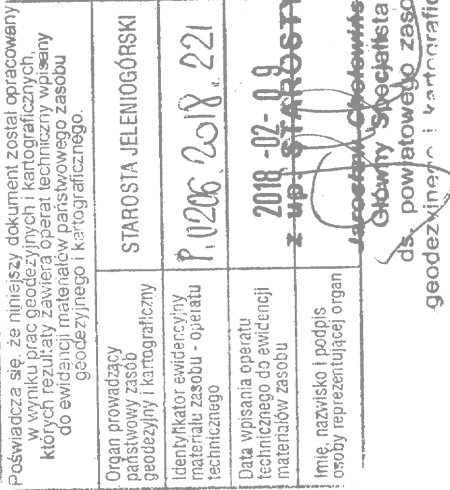 Poświadcza się, że niniejszy dokument został opracowany
w wyniku prac geodezyjnych i kartograficznych,
których rezultaty zawiera operat techniczny wpisany
do ewidencji materiałów państwowego zasobu
geodezyjnego i kartograficznego.
Organ prowadzący
państwowy zasób
geodezyjny i kartograficzny
STAROSTA JELENIOGÓRSKI
Identyfikator ewidencyjny
materiału zasobu - operatu
technicznego
P.0206.2018.221
Data wpisania operatu
technicznego do ewidencji
materiałów zasobu
2018 -02- 09
Imię, nazwisko i podpis
osoby reprezentującej organ
z up. STAROSTY
Jarosław
Główny Specjalista
ds. powiatowego
geodezyjnego i